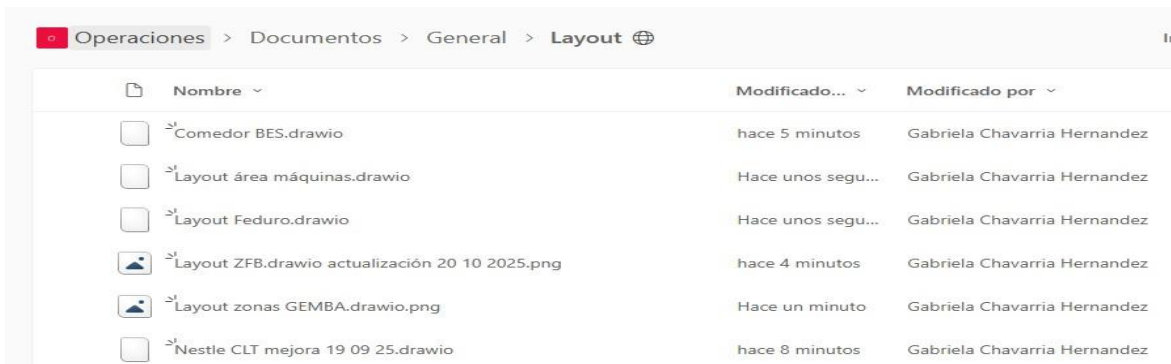 Operaciones > Documentos > General > Layout
Nombre Modificado... Modificado por
Comedor BES.drawio hace 5 minutos Gabriela Chavarria Hernandez
Layout área máquinas.drawio Hace unos segu... Gabriela Chavarria Hernandez
Layout Feduro.drawio Hace unos segu... Gabriela Chavarria Hernandez
Layout ZFB.drawio actualización 20 10 2025.png hace 4 minutos Gabriela Chavarria Hernandez
Layout zonas GEMBA.drawio.png Hace un minuto Gabriela Chavarria Hernandez
Nestle CLT mejora 19 09 25.drawio hace 8 minutos Gabriela Chavarria Hernandez